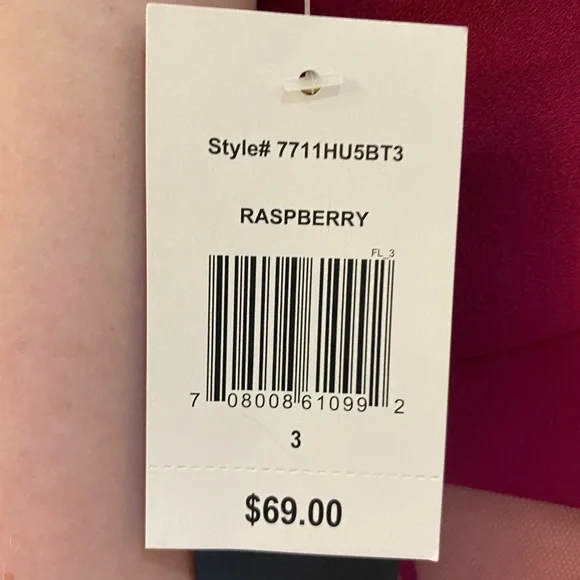 Style# 7711HU5BT3
RASPBERRY
FL_3
7 08008 61099 2
3
$69.00